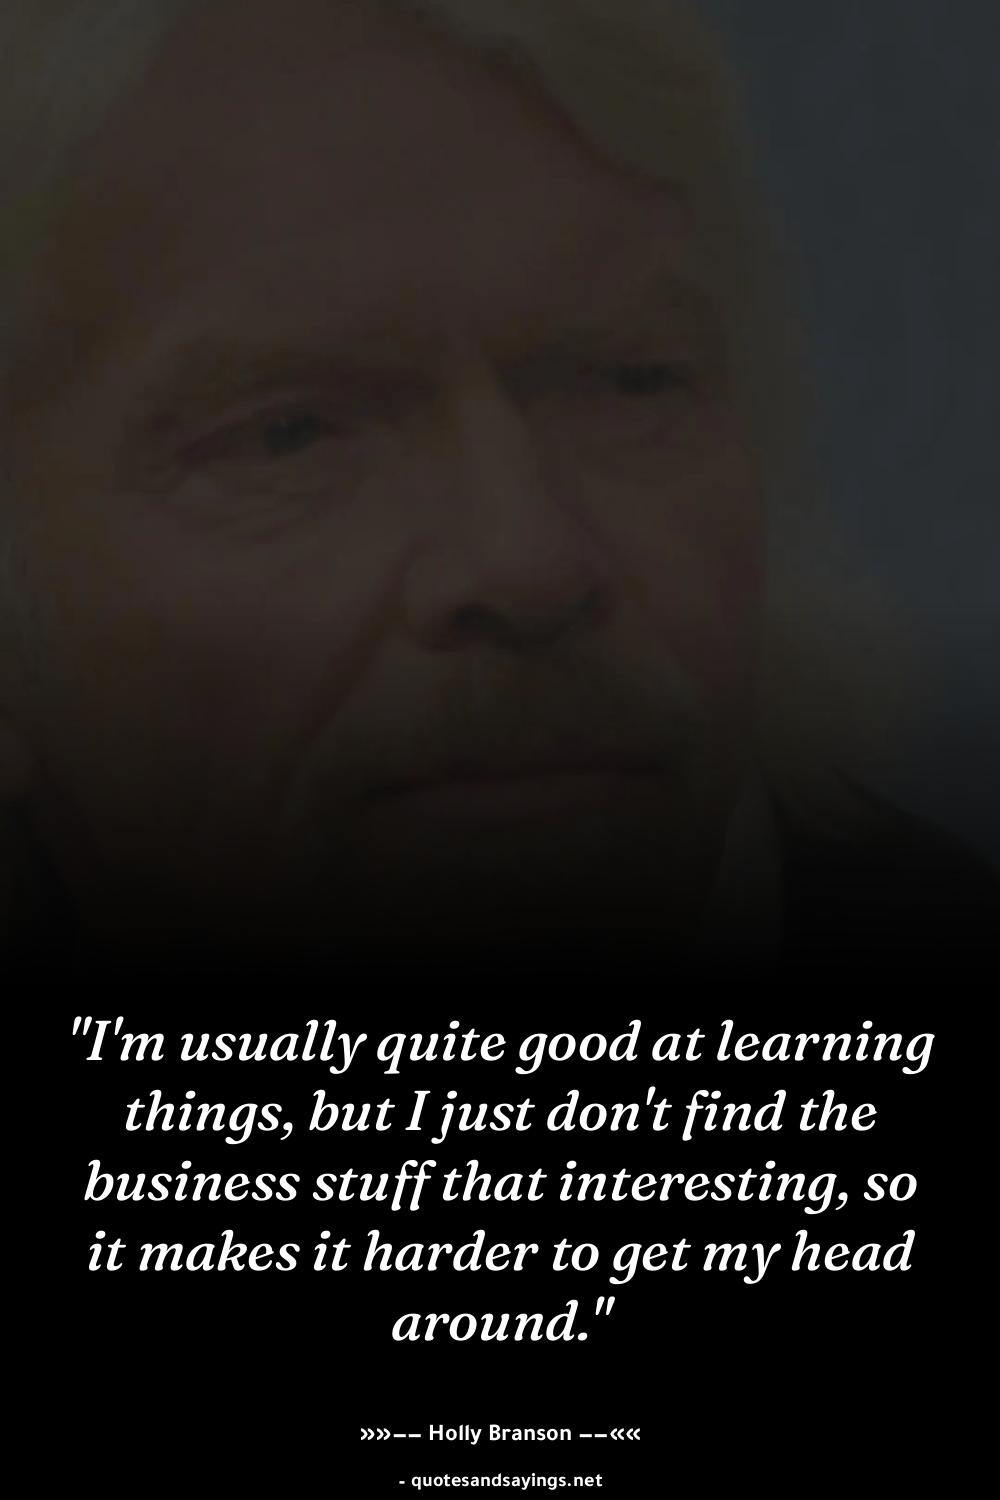 "I'm usually quite good at learning
things, but I just don't find the
business stuff that interesting, so
it makes it harder to get my head
around."
»»−− Holly Branson −−««
- quotesandsayings.net